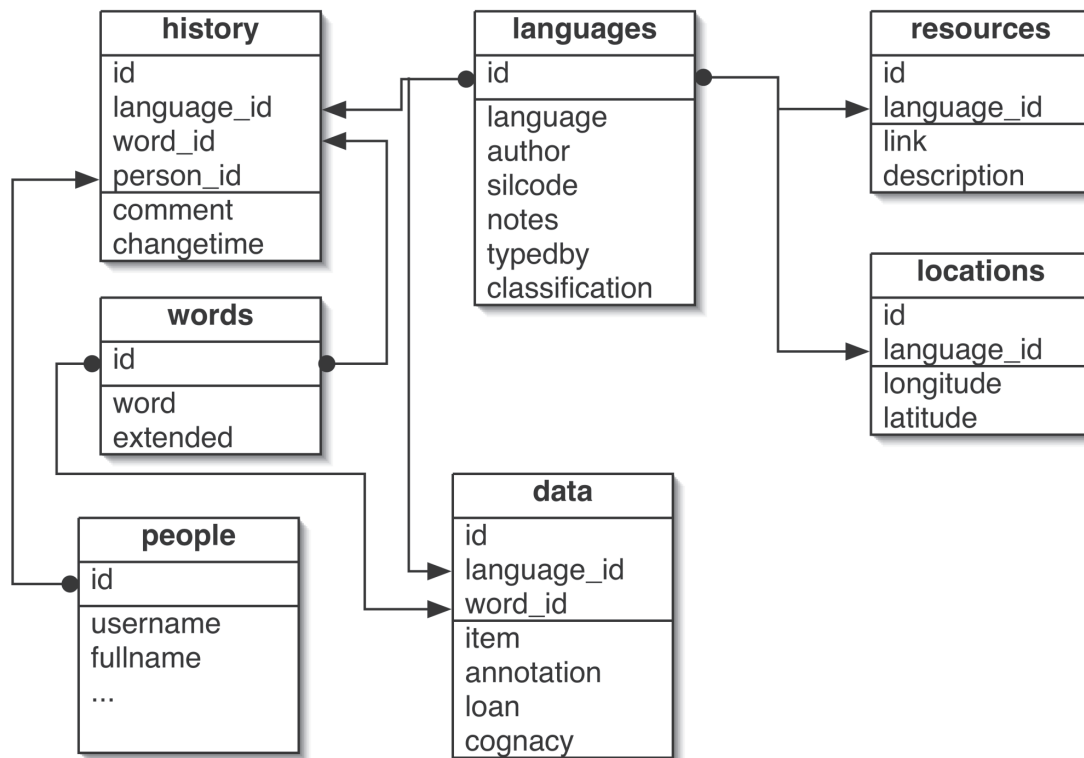 history
id
language_id
word_id
person_id
comment
changetime
languages
id
language
author
silcode
notes
typedby
classification
resources
id
language_id
link
description
locations
id
language_id
longitude
latitude
words
id
word
extended
people
id
username
fullname
...
data
id
language_id
word_id
item
annotation
loan
cognacy